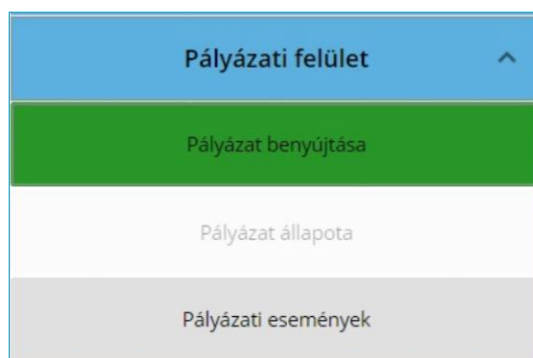 Pályázati felület
Pályázat benyújtása
Pályázat állapota
Pályázati események